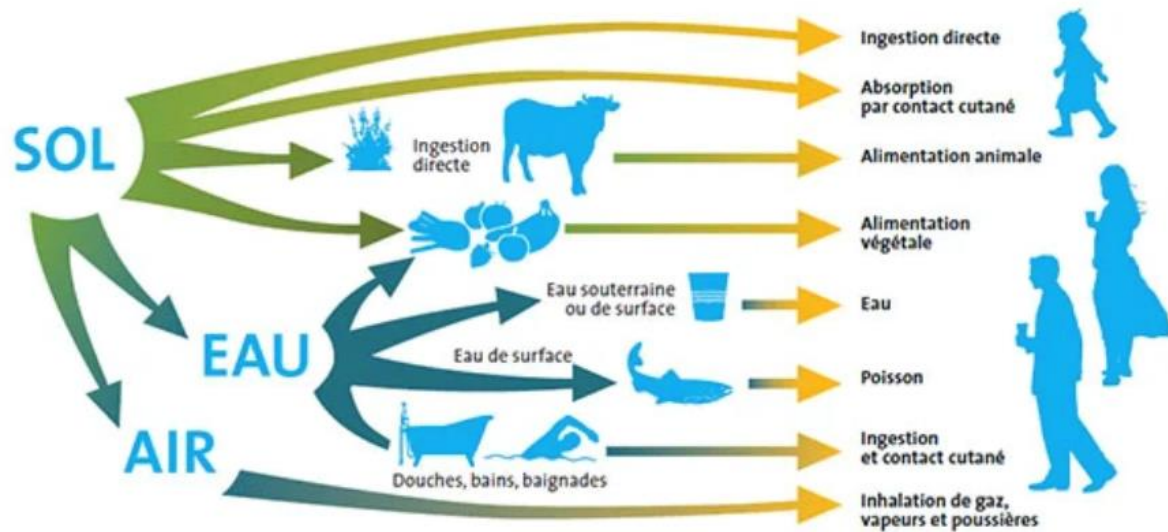 Ingestion directe
Absorption
par contact cutané
SOL
Ingestion
directe
Alimentation animale
Alimentation
végétale
Eau souterraine
ou de surface
Eau
EAU
Eau de surface
Poisson
AIR
Douches, bains, baignades
Ingestion
et contact cutané
Inhalation de gaz,
vapeurs et poussières